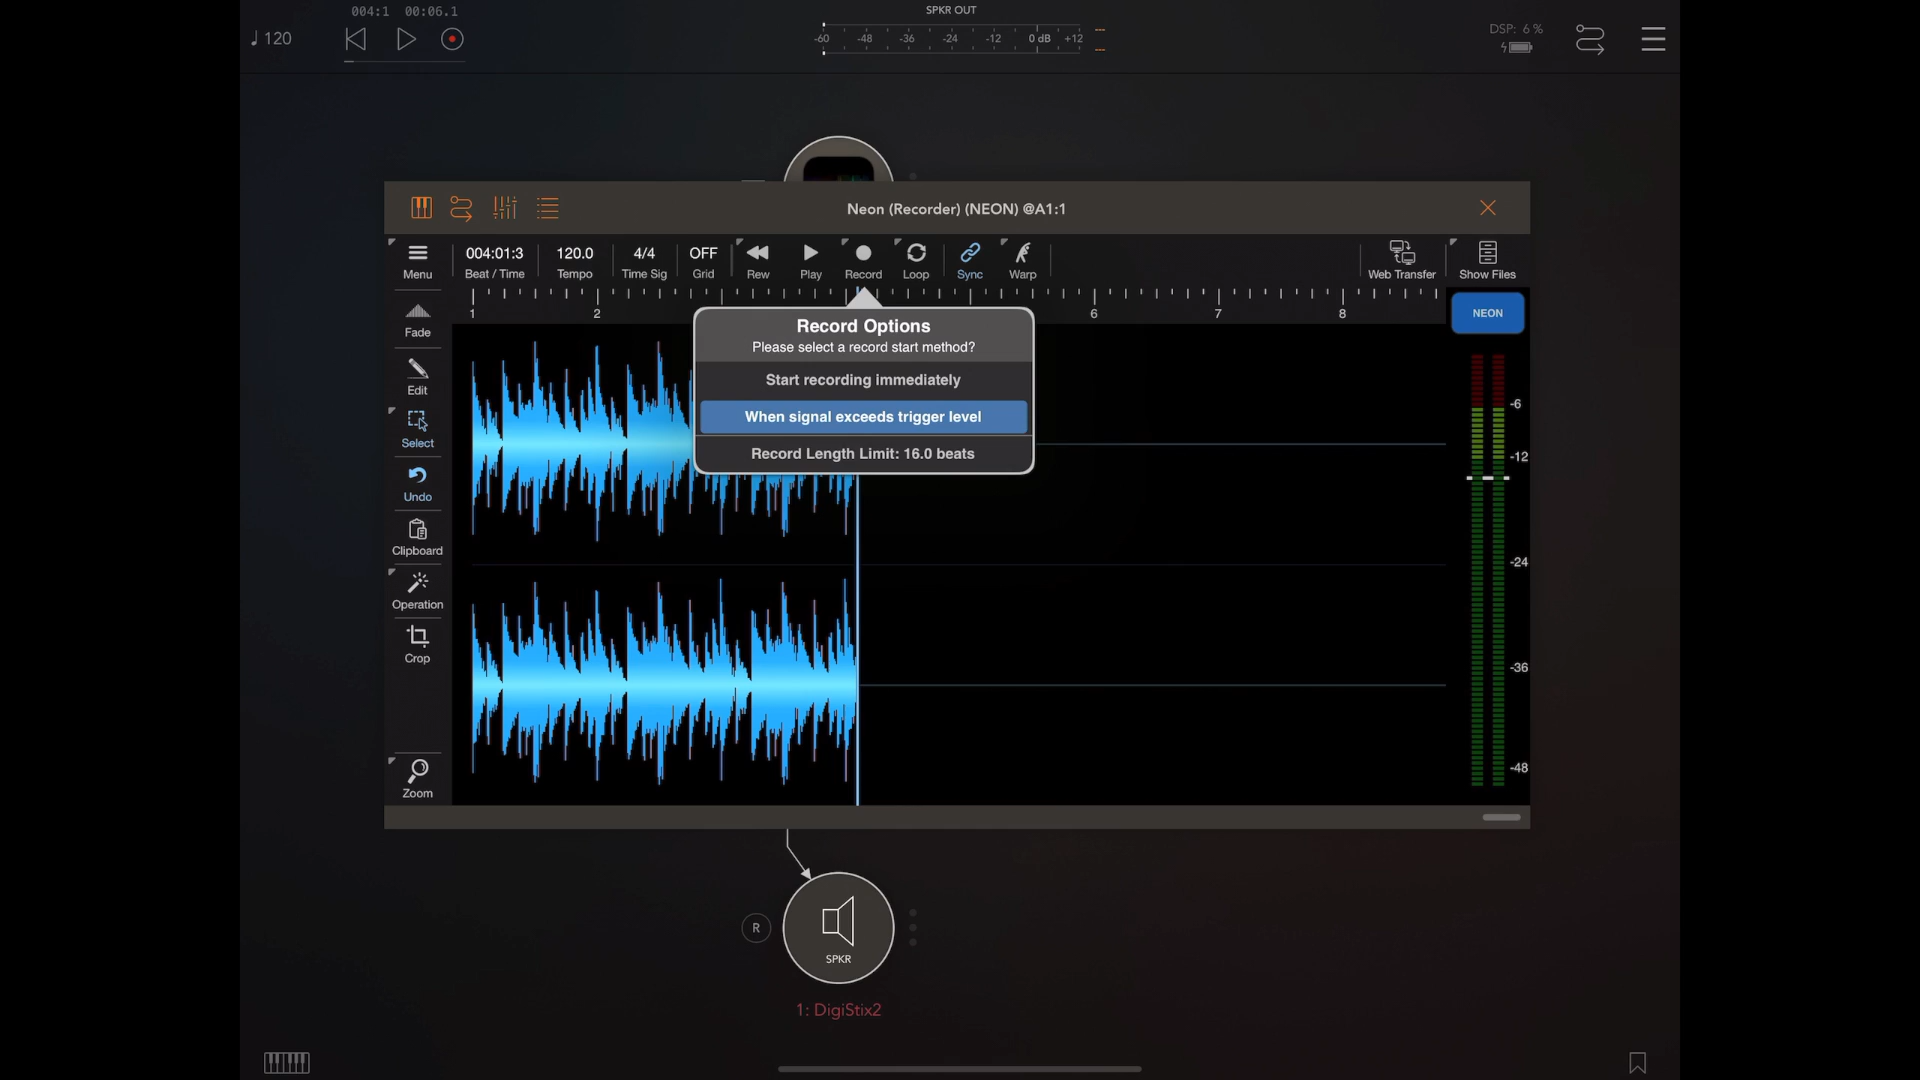 004:1 00:06.1
♩ 120
SPKR OUT
-60 -48 -36 -24 -12 0 dB +12
DSP: 6 %
Neon (Recorder) (NEON) @A1:1
Menu
004:01:3
Beat / Time
120.0
Tempo
4/4
Time Sig
OFF
Grid
Rew
Play
Record
Loop
Sync
Warp
Web Transfer
Show Files
1 2 6 7 8
NEON
Fade
Edit
Select
Undo
Clipboard
Operation
Crop
Zoom
Record Options
Please select a record start method?
Start recording immediately
When signal exceeds trigger level
Record Length Limit: 16.0 beats
-6
-12
-24
-36
-48
R
SPKR
1: DigiStix2